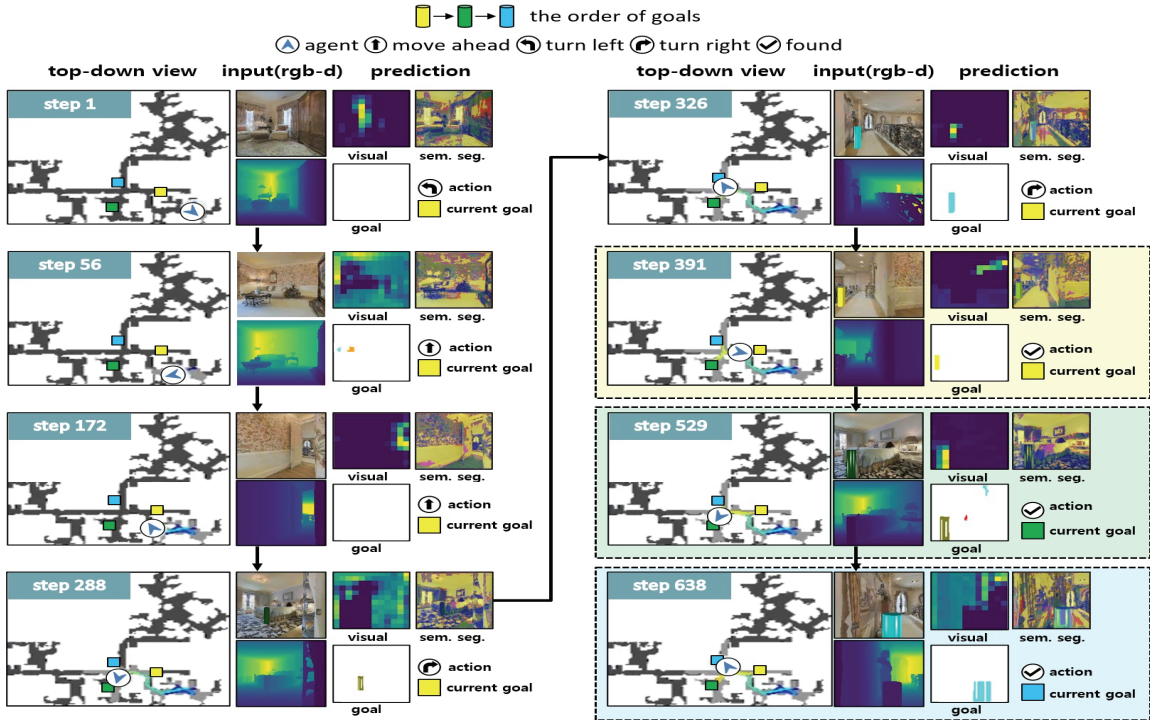 the order of goals
agent move ahead turn left turn right found
top-down view input(rgb-d) prediction
step 1
visual sem. seg.
action
current goal
goal
step 56
visual sem. seg.
action
current goal
goal
step 172
visual sem. seg.
action
current goal
goal
step 288
visual sem. seg.
action
current goal
goal
top-down view input(rgb-d) prediction
step 326
visual sem. seg.
action
current goal
goal
step 391
visual sem. seg.
action
current goal
goal
step 529
visual sem. seg.
action
current goal
goal
step 638
visual sem. seg.
action
current goal
goal